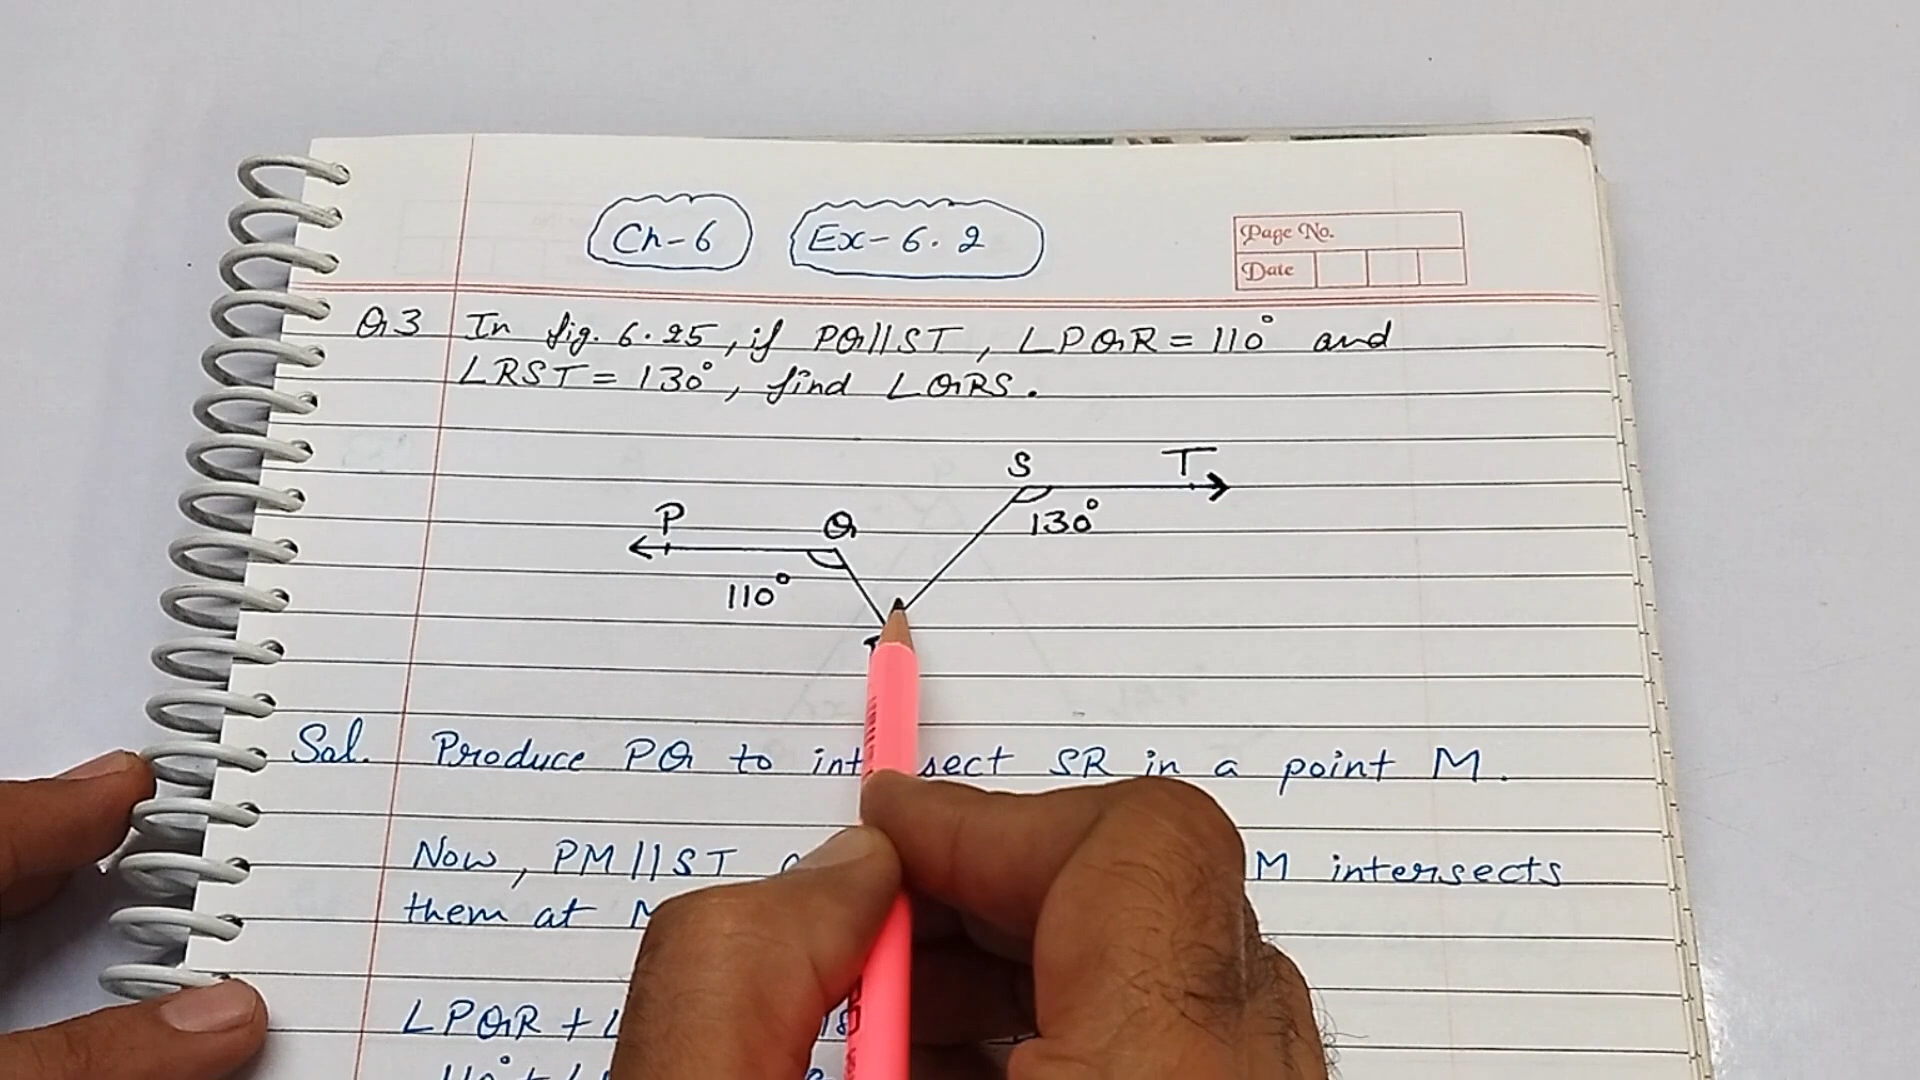 Ch-6 Ex-6.2
Page No.
Date
Q3 In fig. 6.25, if PQ||ST, ∠PQR = 110° and
∠RST = 130°, find ∠QRS.
S T
P Q 130°
110°
Sol. Produce PQ to sect SR in a point M.
Now, PM||ST M intersects
them at
∠PQR +
110° +